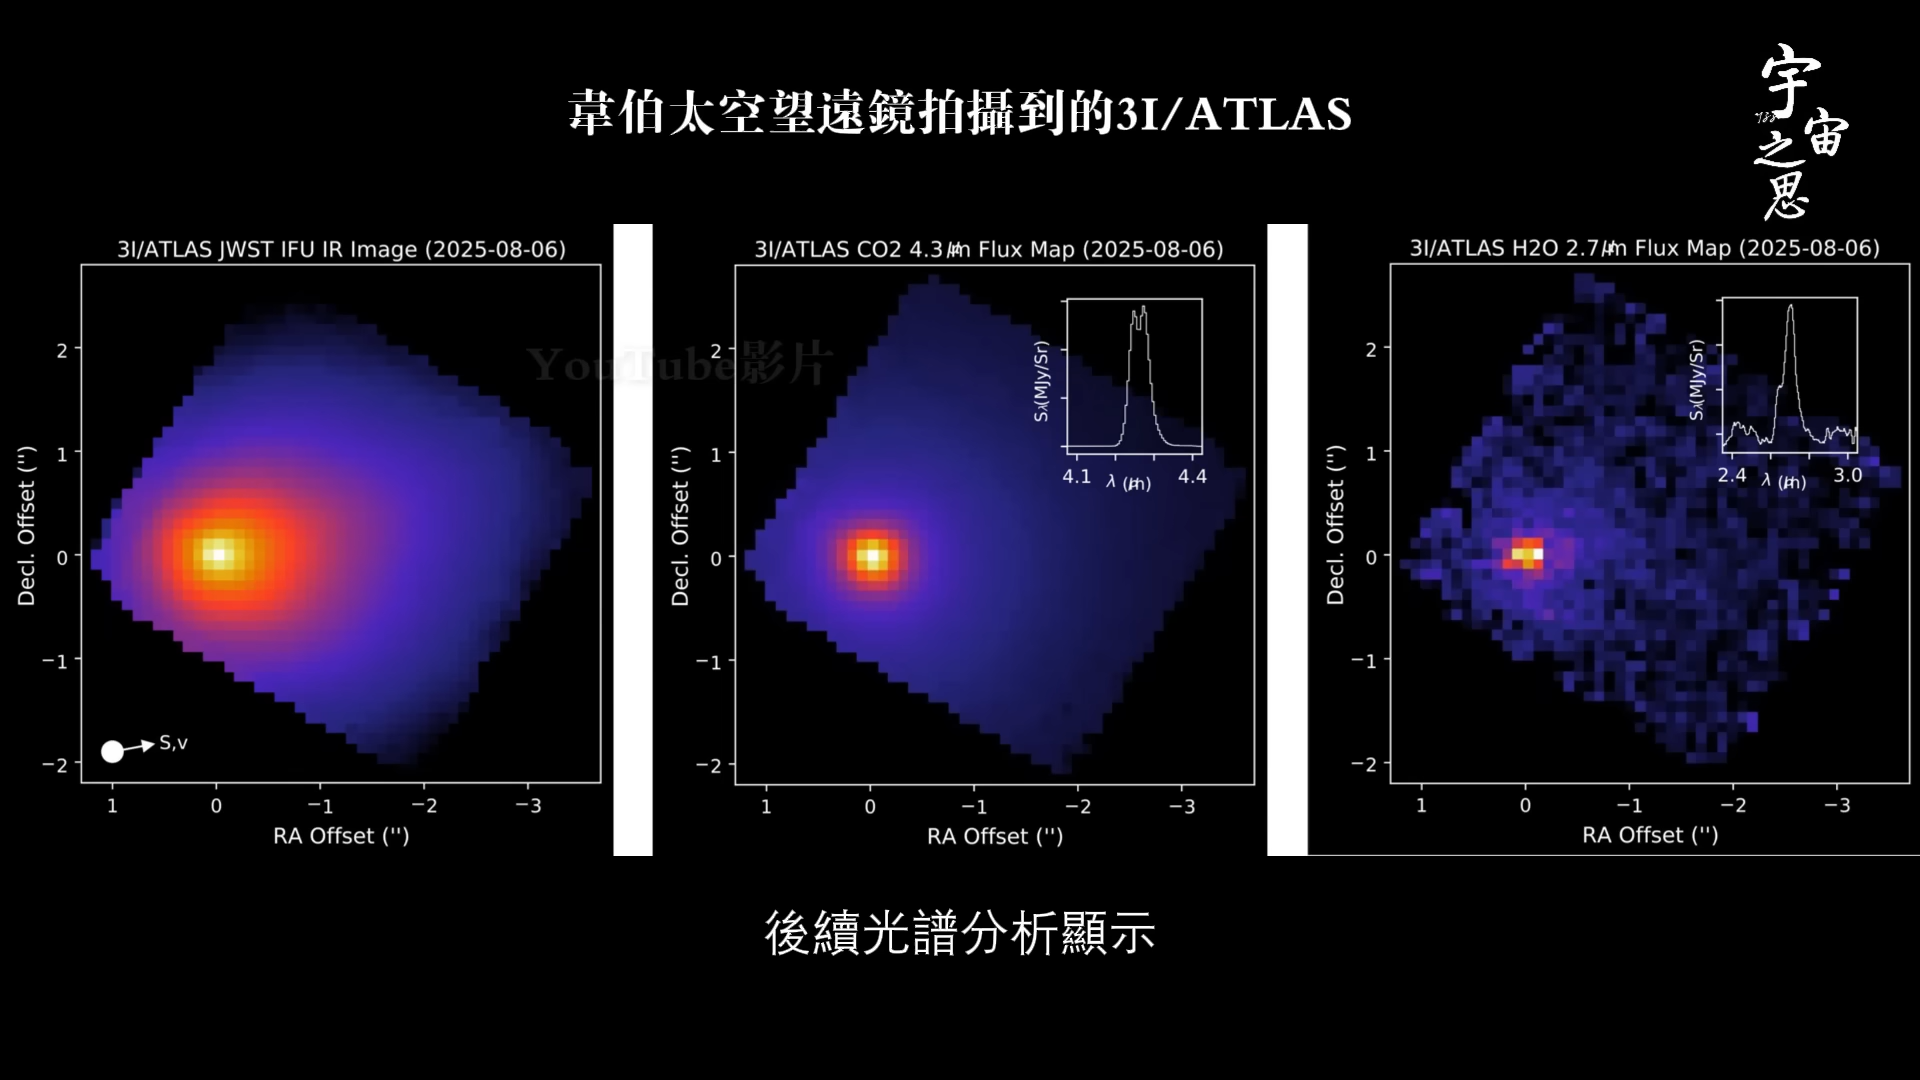 韋伯太空望遠鏡拍攝到的3I/ATLAS
宇宙之思
3I/ATLAS JWST IFU IR Image (2025-08-06)
Decl. Offset ('')
2
1
0
−1
−2
S,v
1 0 −1 −2 −3
RA Offset ('')
YouTube影片
3I/ATLAS CO2 4.3μm Flux Map (2025-08-06)
Decl. Offset ('')
2
1
0
−1
−2
Sλ(MJy/Sr)
4.1 λ (μm) 4.4
1 0 −1 −2 −3
RA Offset ('')
3I/ATLAS H2O 2.7μm Flux Map (2025-08-06)
Decl. Offset ('')
2
1
0
−1
−2
Sλ(MJy/Sr)
2.4 λ (μm) 3.0
1 0 −1 −2 −3
RA Offset ('')
後續光譜分析顯示